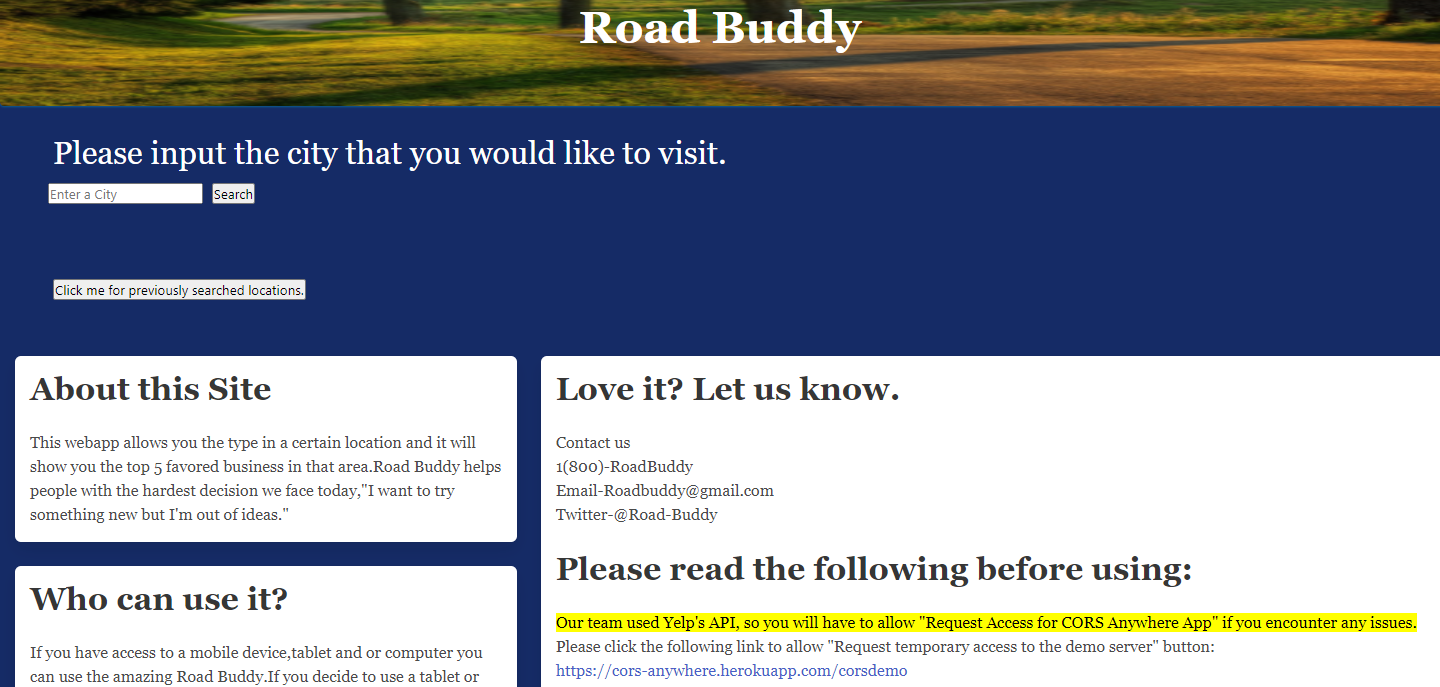 Road Buddy
Please input the city that you would like to visit.
Enter a City
Search
Click me for previously searched locations.
About this Site
This webapp allows you the type in a certain location and it will
show you the top 5 favored business in that area.Road Buddy helps
people with the hardest decision we face today,"I want to try
something new but I'm out of ideas."
Who can use it?
If you have access to a mobile device,tablet and or computer you
can use the amazing Road Buddy.If you decide to use a tablet or
Love it? Let us know.
Contact us
1(800)-RoadBuddy
Email-Roadbuddy@gmail.com
Twitter-@Road-Buddy
Please read the following before using:
Our team used Yelp's API, so you will have to allow "Request Access for CORS Anywhere App" if you encounter any issues.
Please click the following link to allow "Request temporary access to the demo server" button:
https://cors-anywhere.herokuapp.com/corsdemo